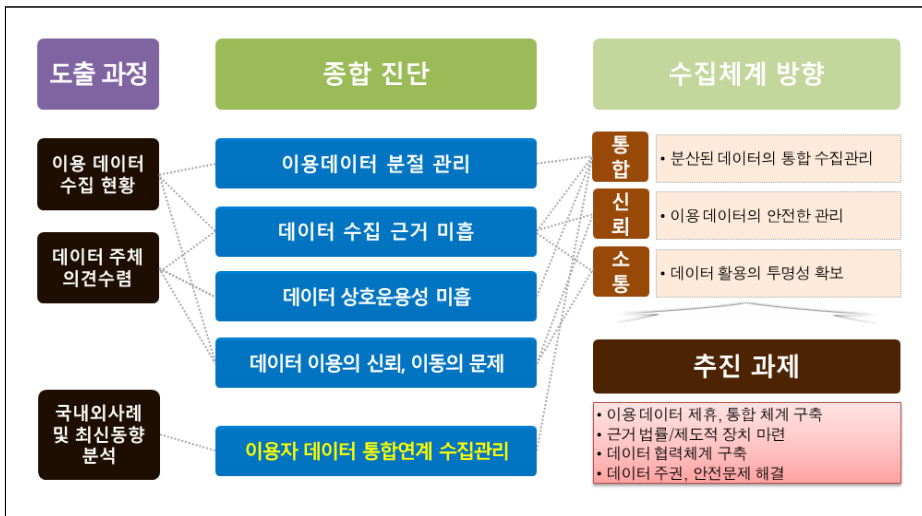 도출 과정
종합 진단
수집체계 방향
이용 데이터
수집 현황
데이터 주체
의견수렴
국내외사례
및 최신동향
분석
이용데이터 분절 관리
데이터 수집 근거 미흡
데이터 상호운용성 미흡
데이터 이용의 신뢰, 이동의 문제
이용자 데이터 통합연계 수집관리
통
합
• 분산된 데이터의 통합 수집관리
신
뢰
• 이용 데이터의 안전한 관리
소
통
• 데이터 활용의 투명성 확보
추진 과제
• 이용데이터 제휴, 통합 체계 구축
• 근거 법률/제도적 장치 마련
• 데이터 협력체계 구축
• 데이터 주권, 안전문제 해결